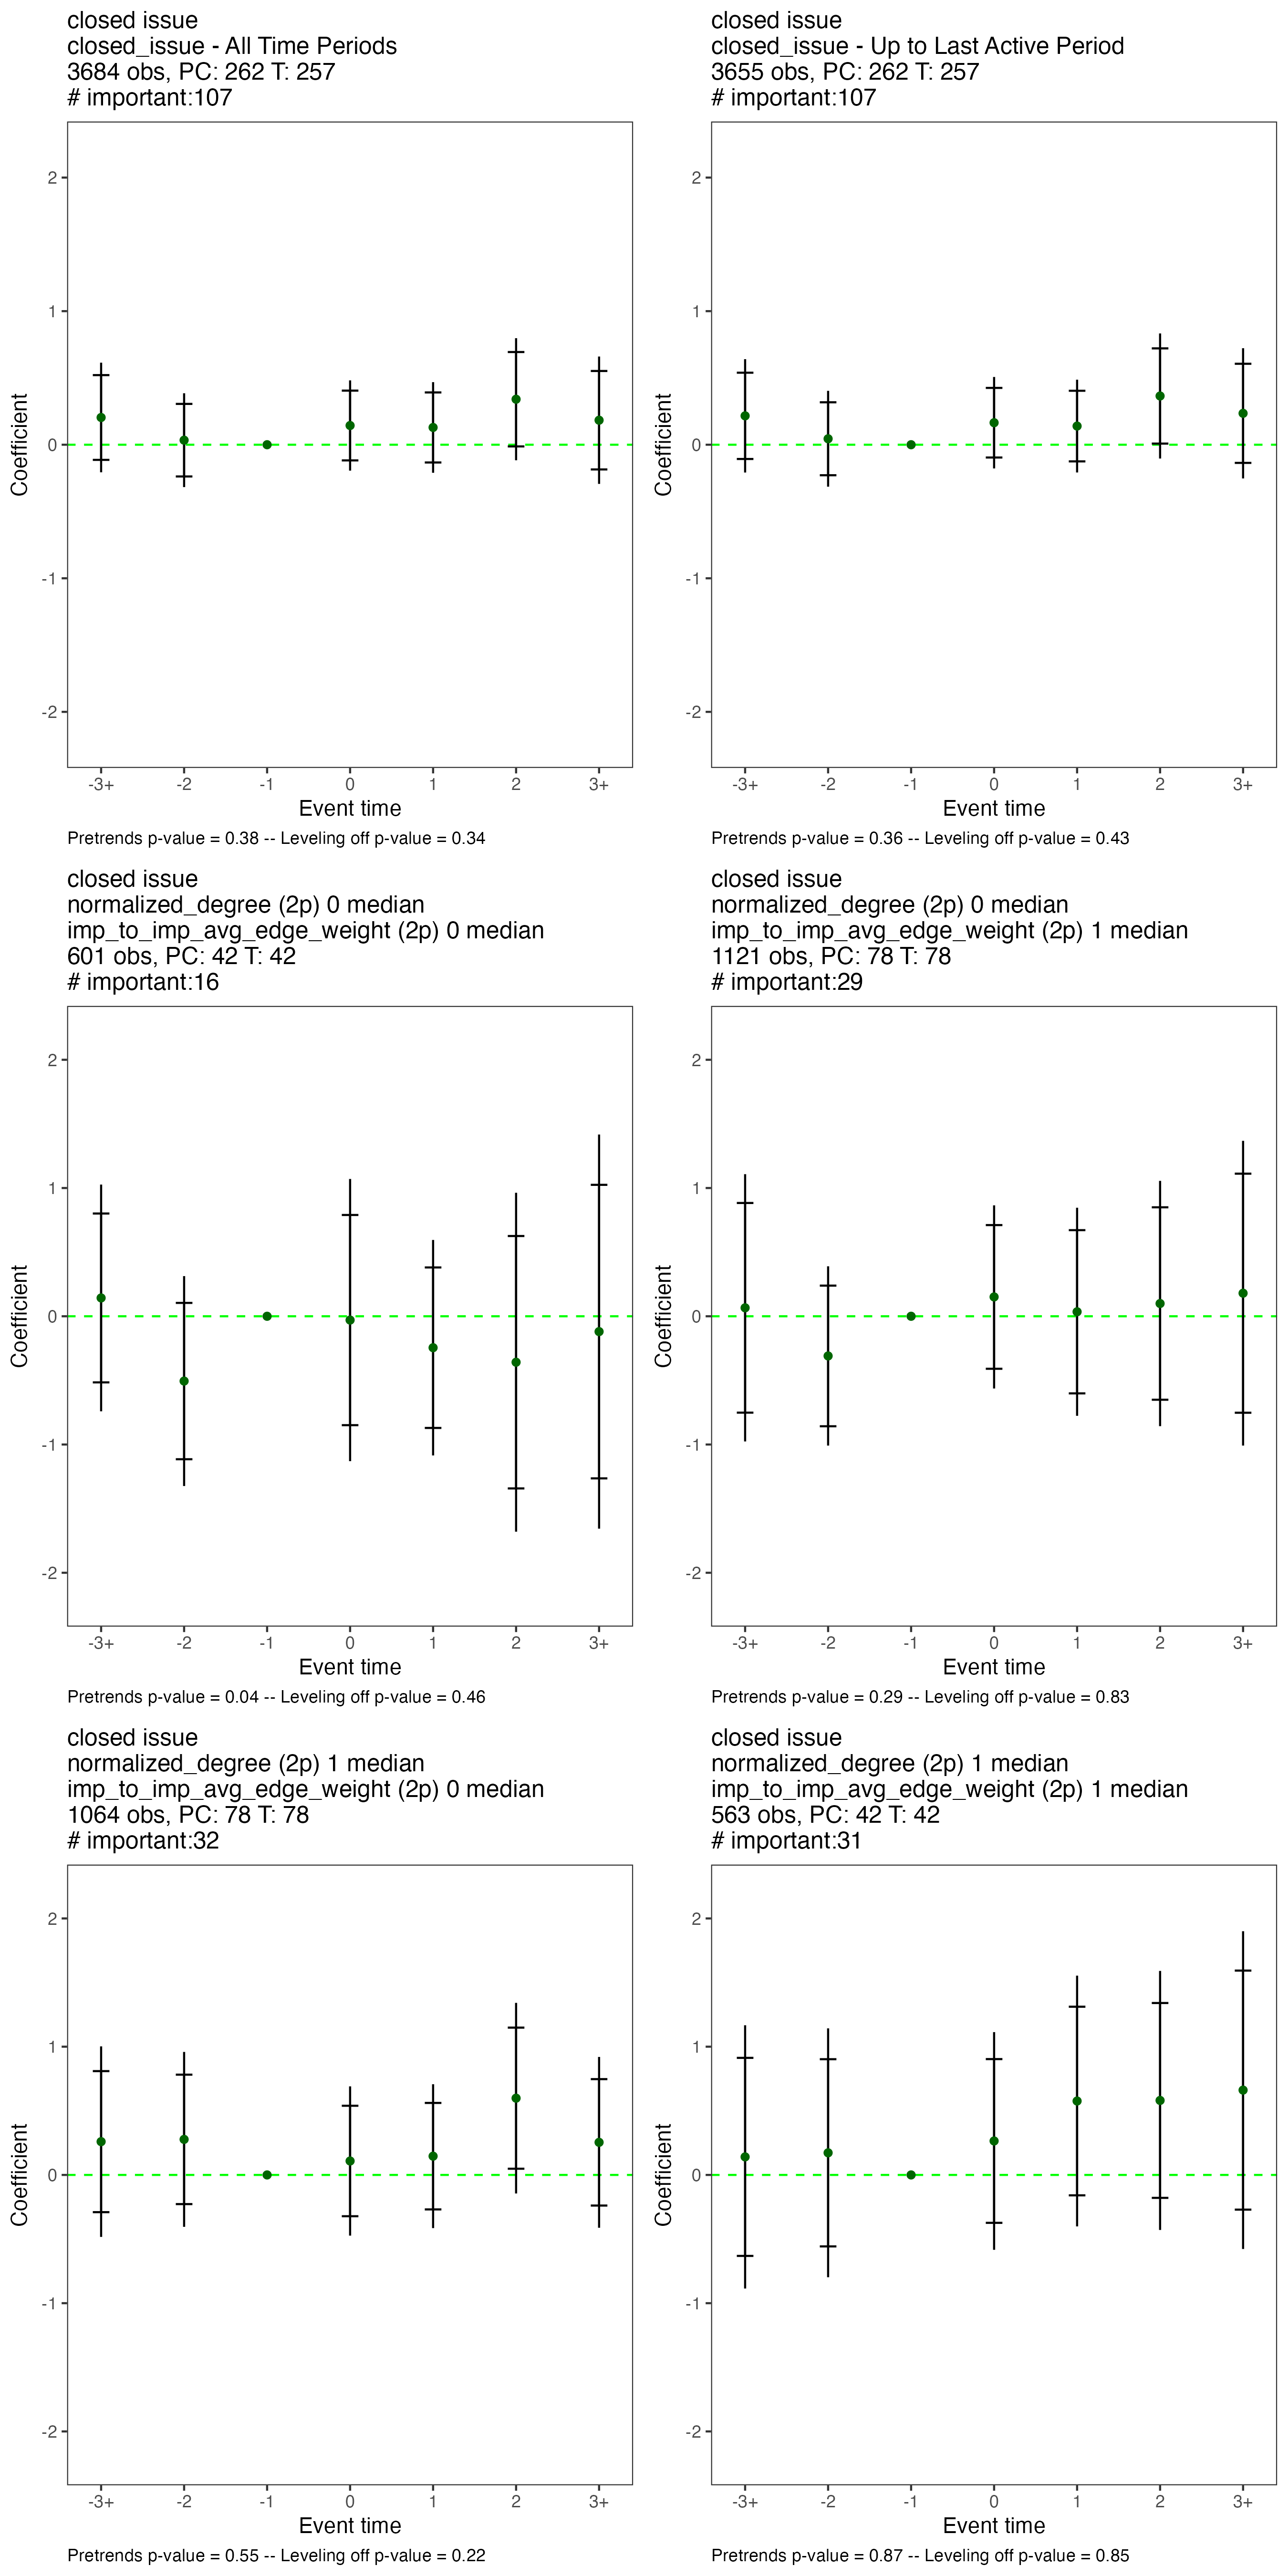 closed issue
closed_issue - All Time Periods
3684 obs, PC: 262 T: 257
# important:107
Coefficient
2
1
0
-1
-2
-3+ -2 -1 0 1 2 3+
Event time
Pretrends p-value = 0.38 -- Leveling off p-value = 0.34
closed issue
closed_issue - Up to Last Active Period
3655 obs, PC: 262 T: 257
# important:107
Coefficient
2
1
0
-1
-2
-3+ -2 -1 0 1 2 3+
Event time
Pretrends p-value = 0.36 -- Leveling off p-value = 0.43
closed issue
normalized_degree (2p) 0 median
imp_to_imp_avg_edge_weight (2p) 0 median
601 obs, PC: 42 T: 42
# important:16
Coefficient
2
1
0
-1
-2
-3+ -2 -1 0 1 2 3+
Event time
Pretrends p-value = 0.04 -- Leveling off p-value = 0.46
closed issue
normalized_degree (2p) 0 median
imp_to_imp_avg_edge_weight (2p) 1 median
1121 obs, PC: 78 T: 78
# important:29
Coefficient
2
1
0
-1
-2
-3+ -2 -1 0 1 2 3+
Event time
Pretrends p-value = 0.29 -- Leveling off p-value = 0.83
closed issue
normalized_degree (2p) 1 median
imp_to_imp_avg_edge_weight (2p) 0 median
1064 obs, PC: 78 T: 78
# important:32
Coefficient
2
1
0
-1
-2
-3+ -2 -1 0 1 2 3+
Event time
Pretrends p-value = 0.55 -- Leveling off p-value = 0.22
closed issue
normalized_degree (2p) 1 median
imp_to_imp_avg_edge_weight (2p) 1 median
563 obs, PC: 42 T: 42
# important:31
Coefficient
2
1
0
-1
-2
-3+ -2 -1 0 1 2 3+
Event time
Pretrends p-value = 0.87 -- Leveling off p-value = 0.85